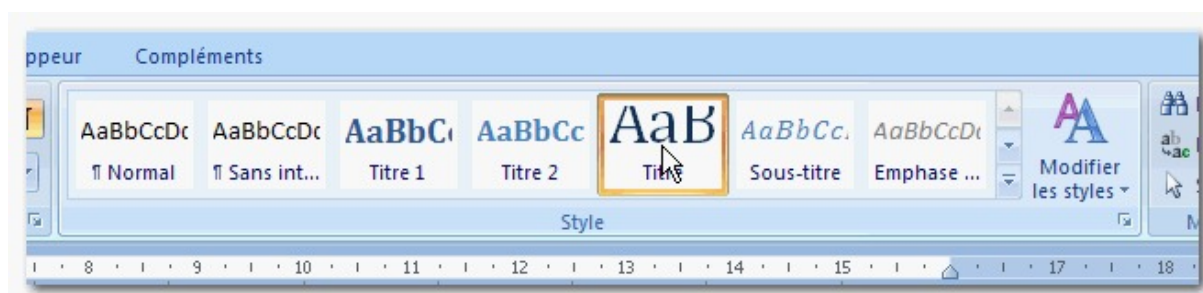 ppeur Compléments
AaBbCcDc AaBbCcDc AaBbC AaBbCc AaB AaBbCc. AaBbCcDc
¶ Normal ¶ Sans int... Titre 1 Titre 2 Sous-titre Emphase ...
Modifier
les styles
Style
8 9 10 11 12 13 14 15 17 18